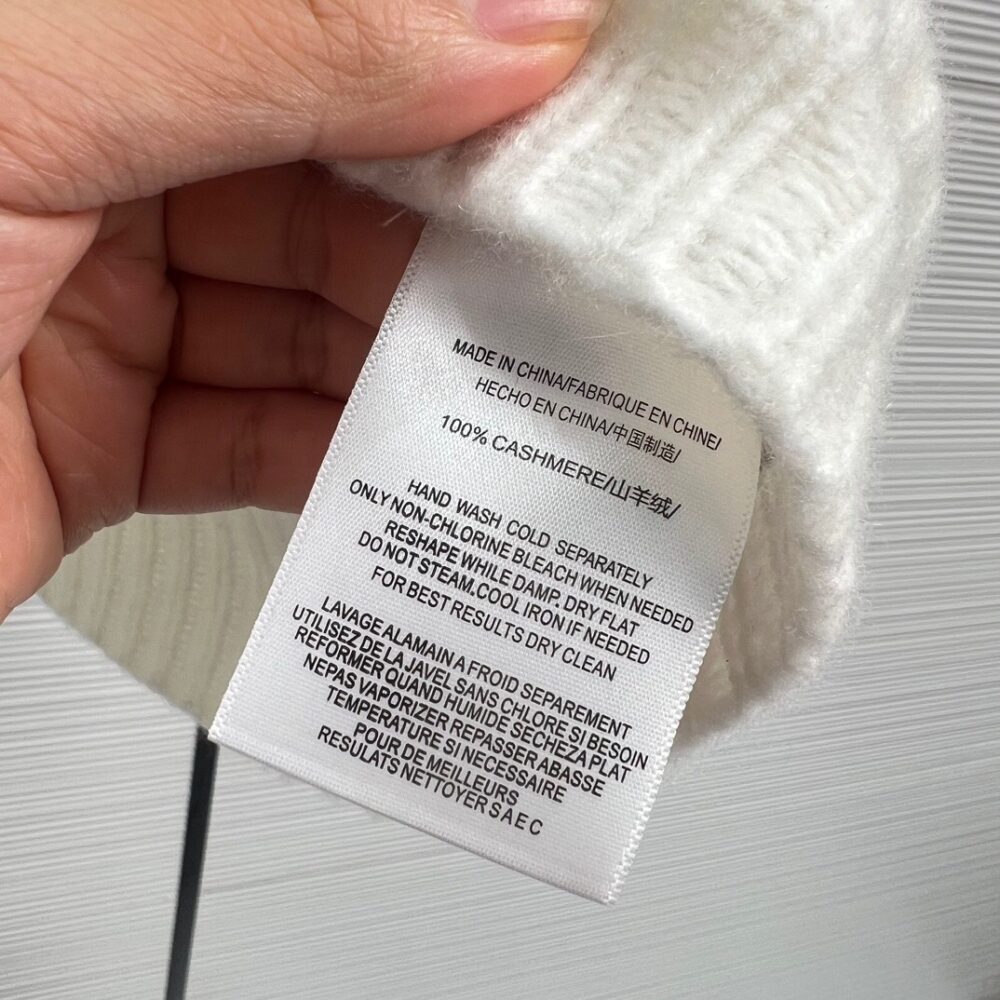 MADE IN CHINA/FABRIQUE EN CHINE/
HECHO EN CHINA/中国制造/
100% CASHMERE/山羊绒/
HAND WASH COLD SEPARATELY
ONLY NON-CHLORINE BLEACH WHEN NEEDED
RESHAPE WHILE DAMP. DRY FLAT
DO NOT STEAM.COOL IRON IF NEEDED
FOR BEST RESULTS DRY CLEAN
LAVAGE ALAMAIN A FROID SEPAREMENT
UTILISEZ DE LA JAVEL SANS CHLORE SI BESOIN
REFORMER QUAND HUMIDE SECHEZA PLAT
NEPAS VAPORIZER REPASSER ABASSE
TEMPERATURE SI NECESSAIRE
POUR DE MEILLEURS
RESULATS NETTOYER S A E C